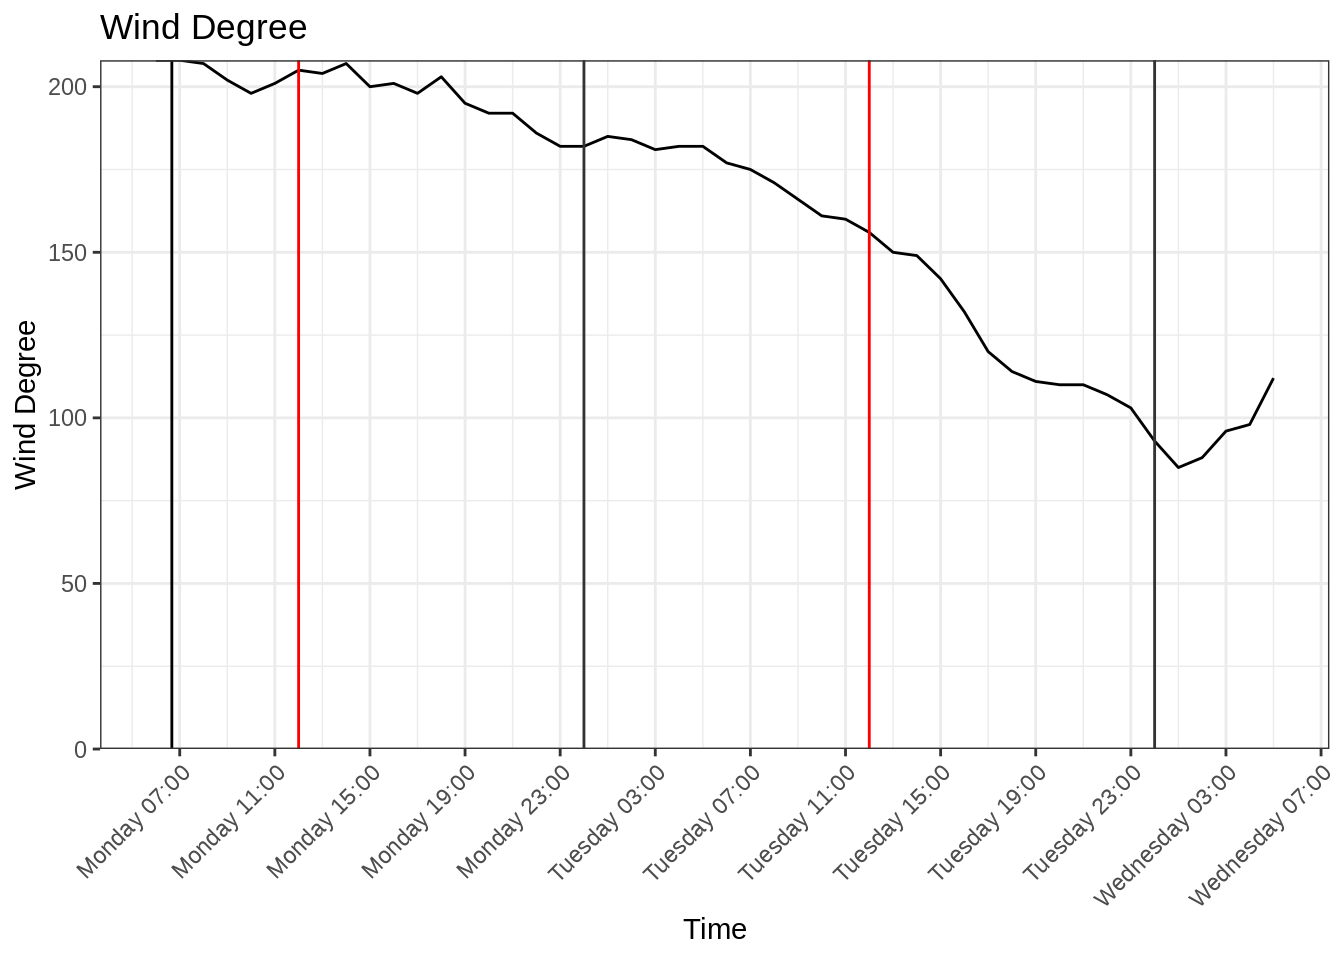 Wind Degree
Wind Degree
200
150
100
50
0
Monday 07:00
Monday 11:00
Monday 15:00
Monday 19:00
Monday 23:00
Tuesday 03:00
Tuesday 07:00
Tuesday 11:00
Tuesday 15:00
Tuesday 19:00
Tuesday 23:00
Wednesday 03:00
Wednesday 07:00
Time